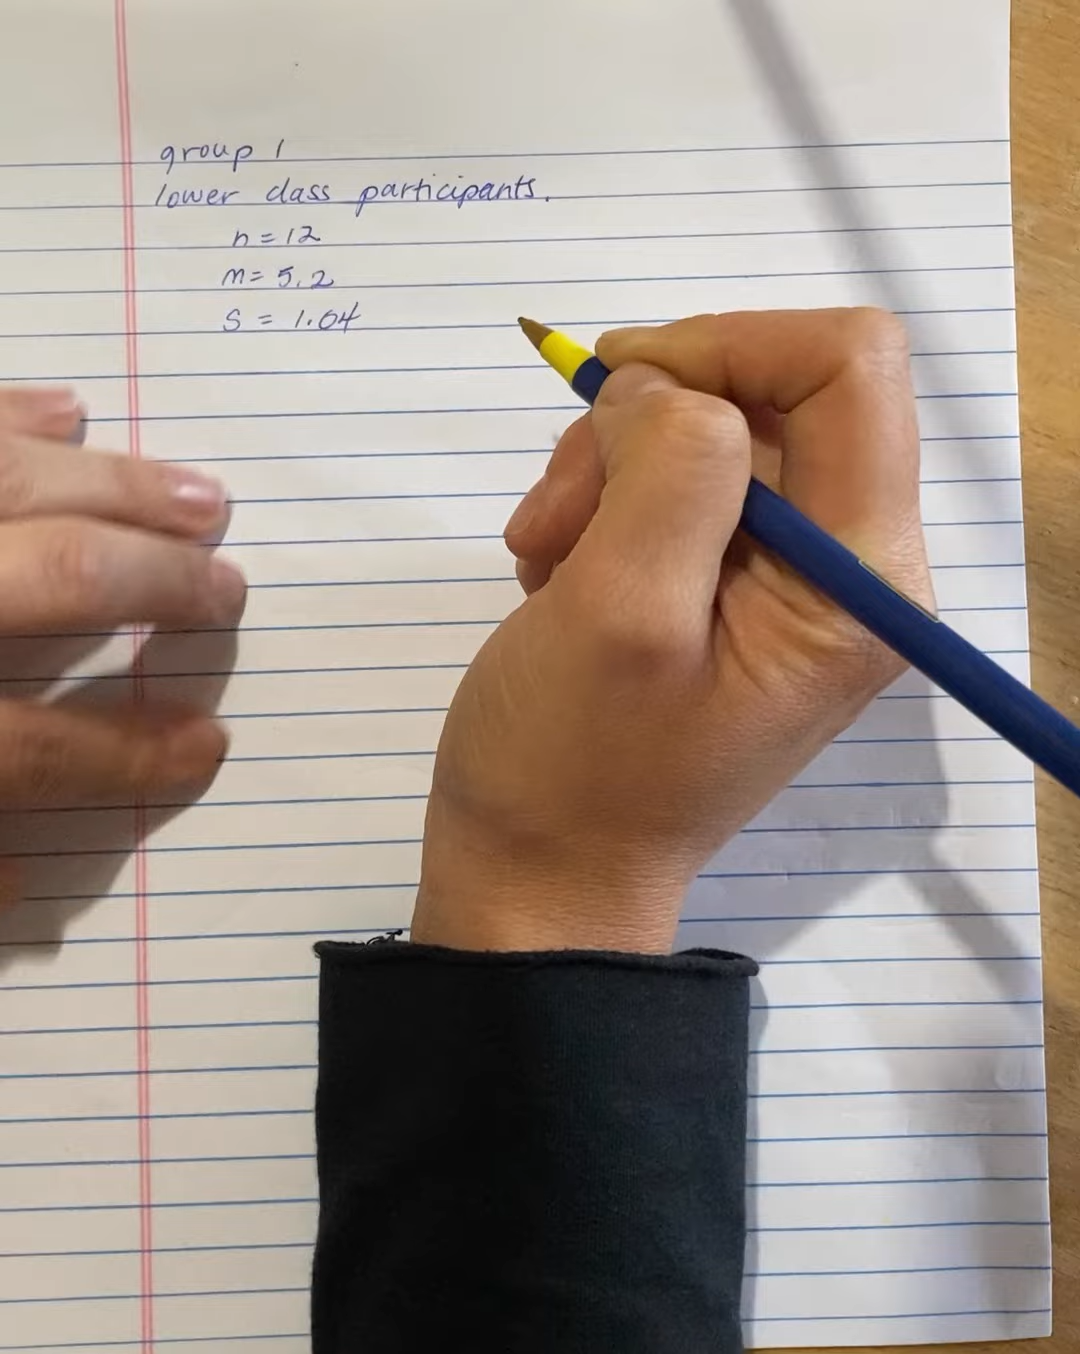 group 1
lower class participants.
n = 12
m = 5.2
S = 1.04